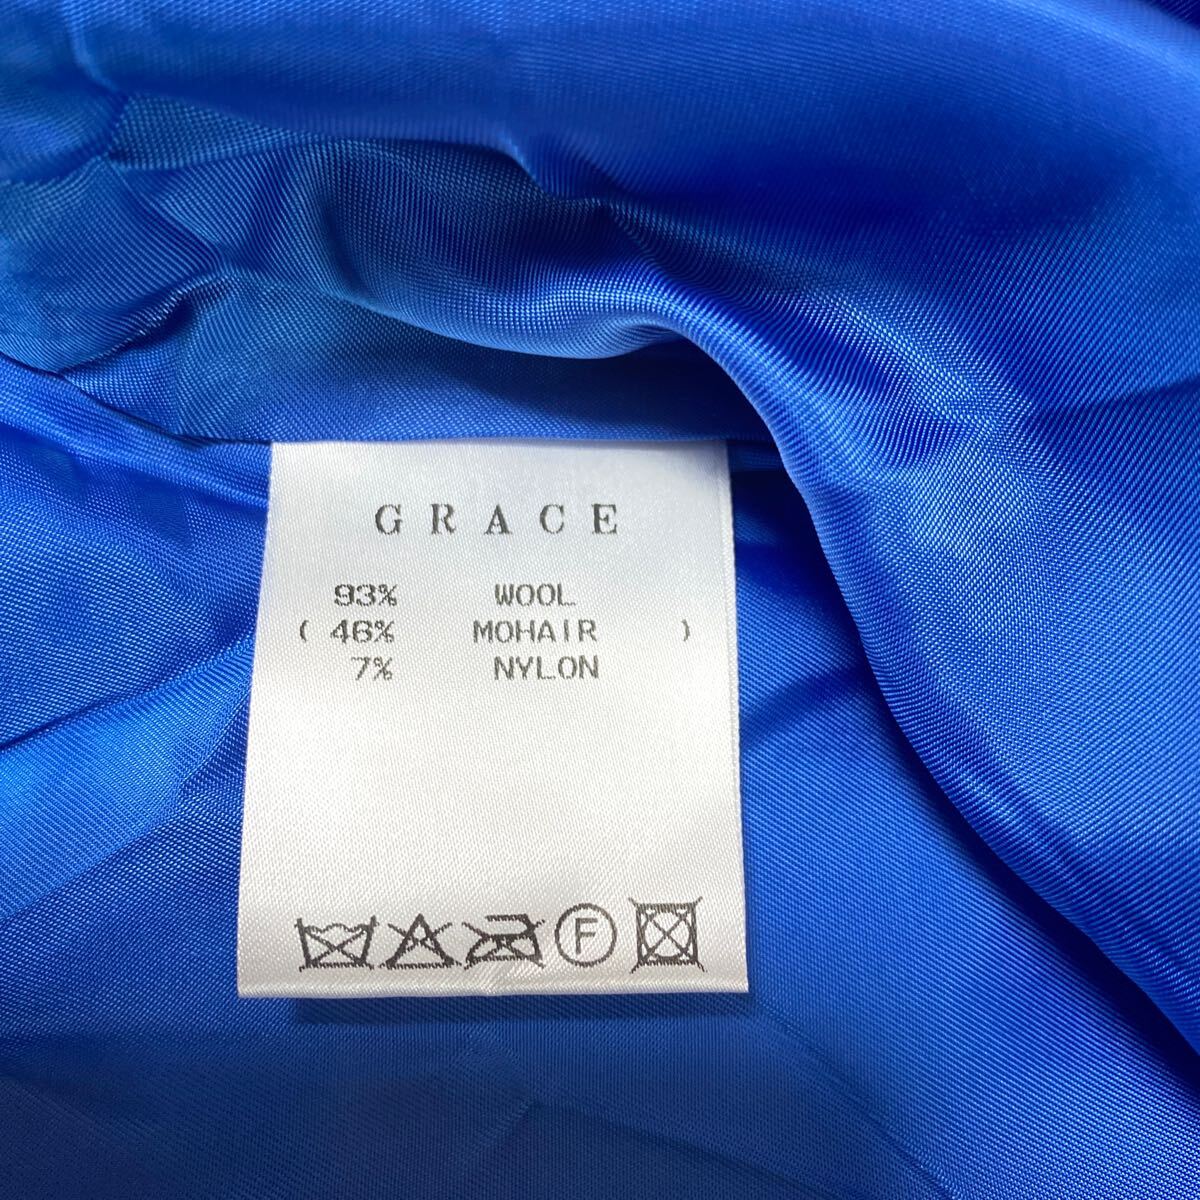 GRACE
93% WOOL
( 46% MOHAIR )
7% NYLON
F